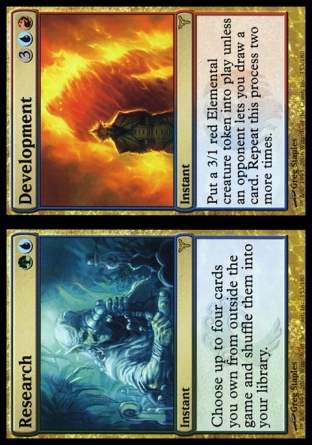 Research
Instant
Choose up to four cards
you own from outside the
game and shuffle them into
your library.
Greg Staples
Development 3
Instant
Put a 3/1 red Elemental
creature token into play unless
an opponent lets you draw a
card. Repeat this process two
more times.
Greg Staples